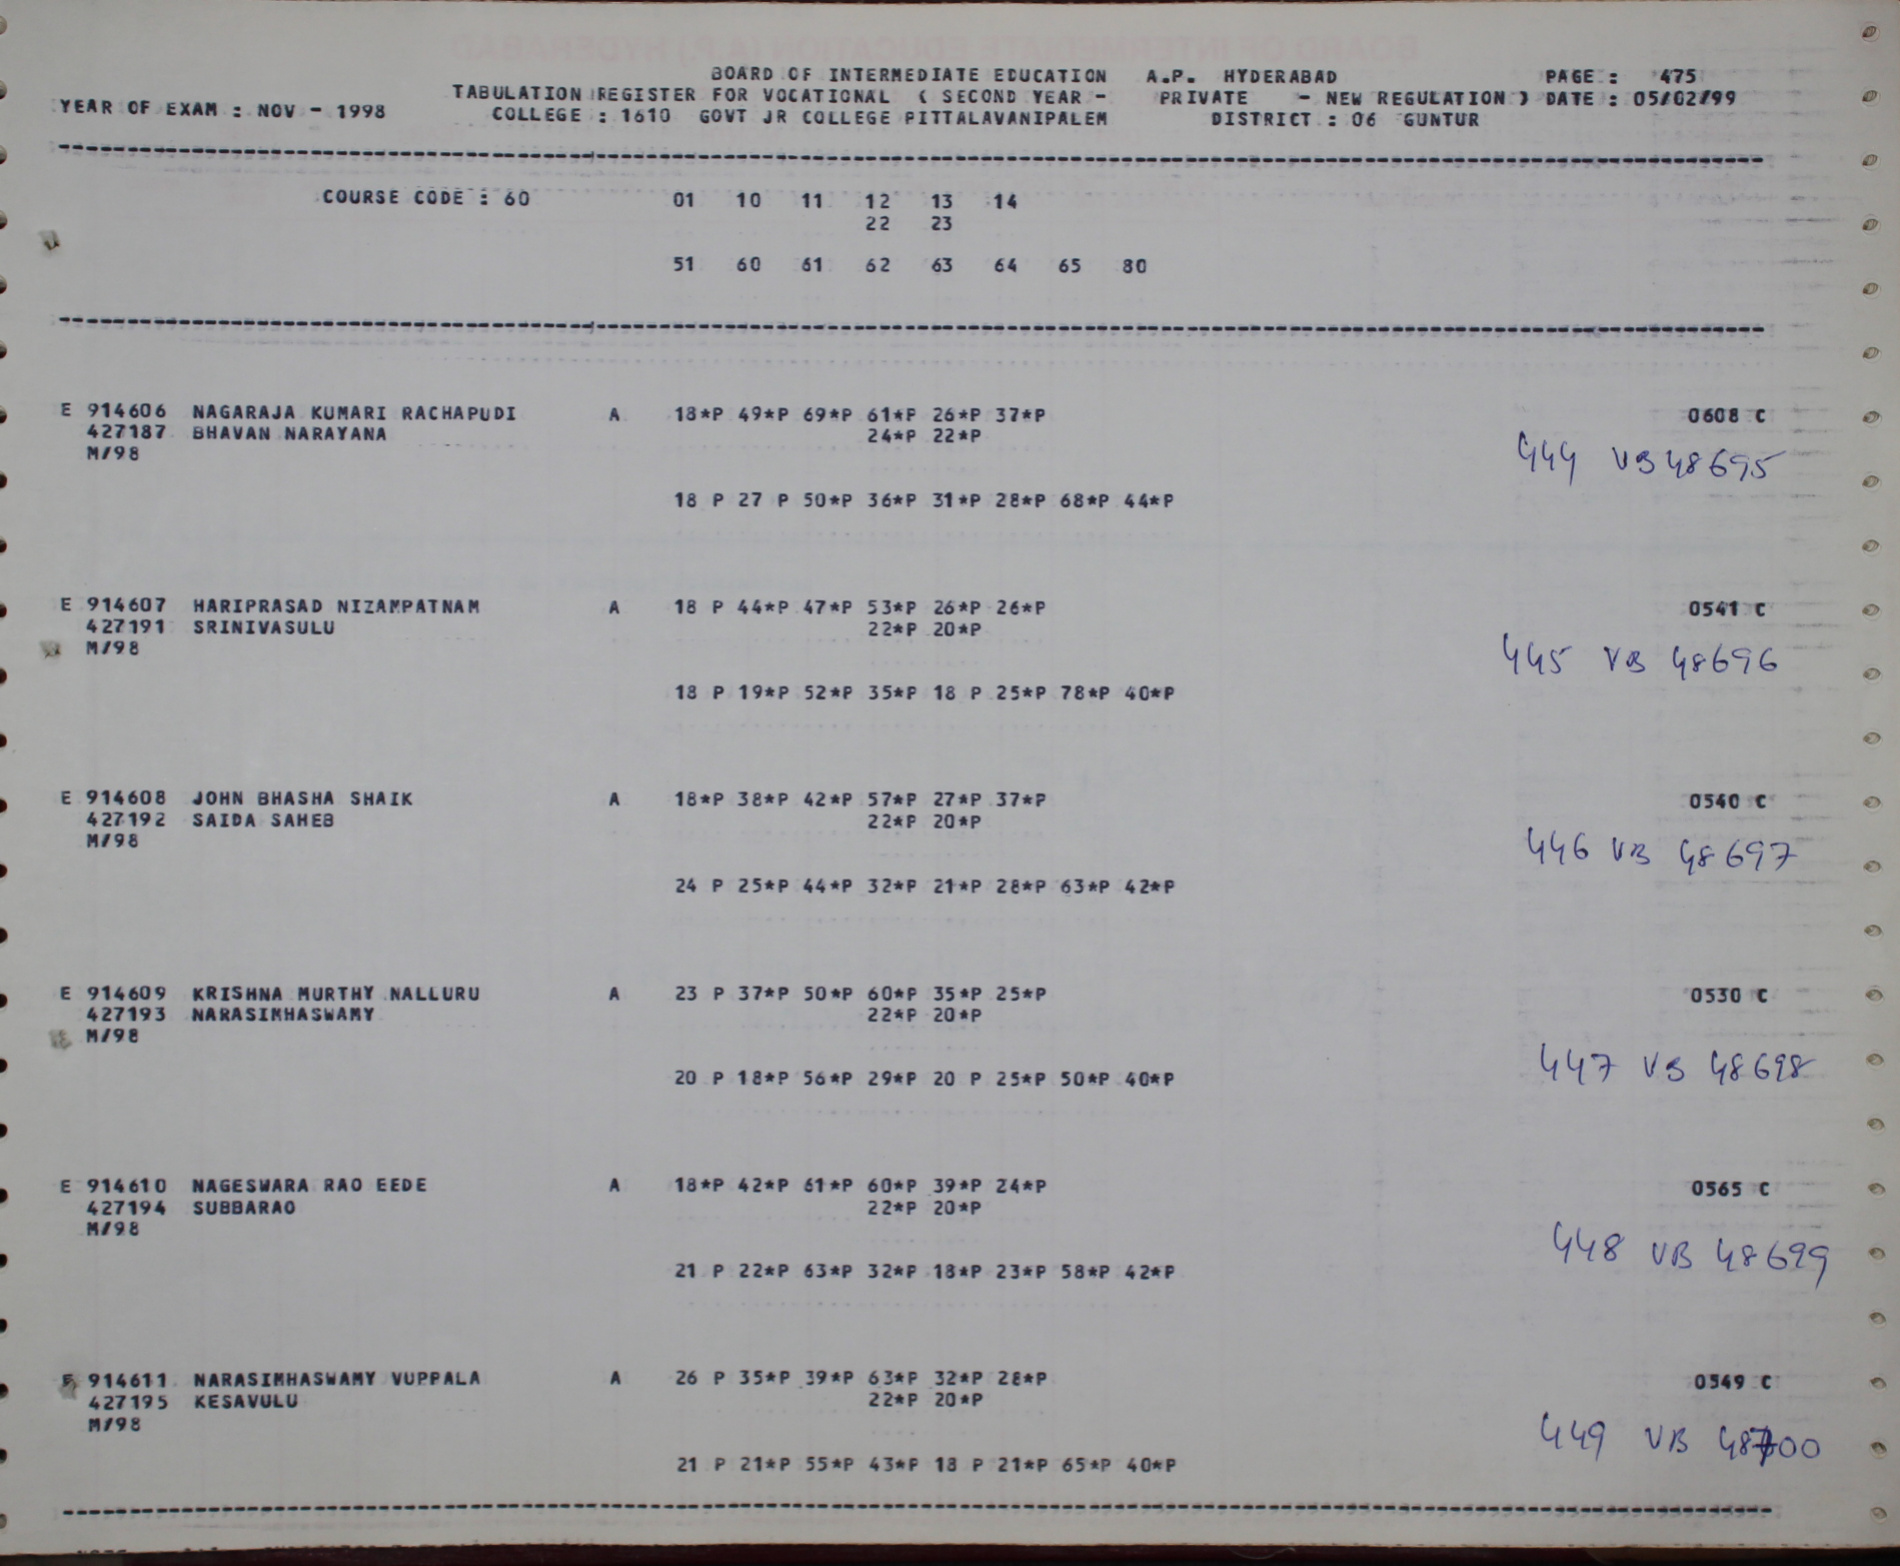 BOARD OF INTERMEDIATE EDUCATION A.P. HYDERABAD PAGE : 475
TABULATION REGISTER FOR VOCATIONAL ( SECOND YEAR - PRIVATE - NEW REGULATION ) DATE : 05/02/99
YEAR OF EXAM : NOV - 1998 COLLEGE : 1610 GOVT JR COLLEGE PITTALAVANIPALEM DISTRICT : 06 GUNTUR
COURSE CODE : 60 01 10 11 12 13 14
22 23
51 60 61 62 63 64 65 80
E 914606 NAGARAJA KUMARI RACHAPUDI A 18*P 49*P 69*P 61*P 26*P 37*P 0608 C
427187 BHAVAN NARAYANA 24*P 22*P
M/98 444 VB 48695
18 P 27 P 50*P 36*P 31*P 28*P 68*P 44*P
E 914607 HARIPRASAD NIZAMPATNAM A 18 P 44*P 47*P 53*P 26*P 26*P 0541 C
427191 SRINIVASULU 22*P 20*P
M/98 445 VB 48696
18 P 19*P 52*P 35*P 18 P 25*P 78*P 40*P
E 914608 JOHN BHASHA SHAIK A 18*P 38*P 42*P 57*P 27*P 37*P 0540 C
427192 SAIDA SAHEB 22*P 20*P
M/98 446 VB 48697
24 P 25*P 44*P 32*P 21*P 28*P 63*P 42*P
E 914609 KRISHNA MURTHY NALLURU A 23 P 37*P 50*P 60*P 35*P 25*P 0530 C
427193 NARASIMHASWAMY 22*P 20*P
M/98 447 VB 48698
20 P 18*P 56*P 29*P 20 P 25*P 50*P 40*P
E 914610 NAGESWARA RAO EEDE A 18*P 42*P 61*P 60*P 39*P 24*P 0565 C
427194 SUBBARAO 22*P 20*P
M/98 448 VB 48699
21 P 22*P 63*P 32*P 18*P 23*P 58*P 42*P
E 914611 NARASIMHASWAMY VUPPALA A 26 P 35*P 39*P 63*P 32*P 28*P 0549 C
427195 KESAVULU 22*P 20*P
M/98 449 VB 48700
21 P 21*P 55*P 43*P 18 P 21*P 65*P 40*P